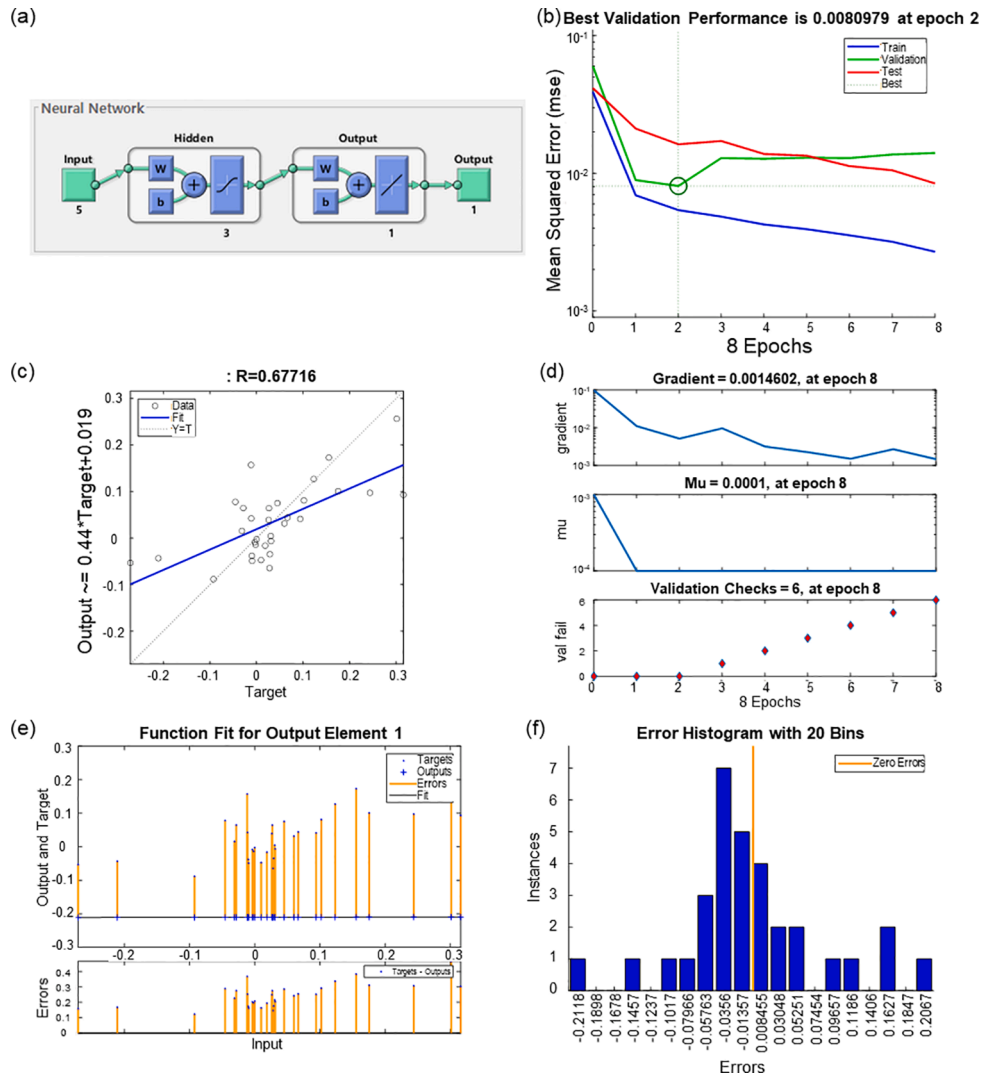 (a)
Neural Network
Hidden
Output
Input
Output
W
b
+
W
b
+
5
3
1
1
(b)
Best Validation Performance is 0.0080979 at epoch 2
Mean Squared Error (mse)
10-1
10-2
10-3
Train
Validation
Test
Best
0 1 2 3 4 5 6 7 8
8 Epochs
(c)
: R=0.67716
Output ~= 0.44*Target+0.019
0.3
0.2
0.1
0
-0.1
-0.2
Data
Fit
Y=T
-0.2 -0.1 0 0.1 0.2 0.3
Target
(d)
Gradient = 0.0014602, at epoch 8
gradient
10-1
10-2
10-3
Mu = 0.0001, at epoch 8
mu
10-3
10-4
Validation Checks = 6, at epoch 8
val fail
6
4
2
0
0 1 2 3 4 5 6 7 8
8 Epochs
(e)
Function Fit for Output Element 1
Output and Target
0.3
0.2
0.1
0
-0.1
-0.2
-0.3
Targets
Outputs
Errors
Fit
-0.2 -0.1 0 0.1 0.2 0.3
Errors
0.4
0.3
0.2
0.1
0
Targets - Outputs
Input
(f)
Error Histogram with 20 Bins
Instances
7
6
5
4
3
2
1
0
Zero Errors
-0.2118
-0.1898
-0.1678
-0.1457
-0.1237
-0.1017
-0.07966
-0.05763
-0.0356
-0.01357
0.008455
0.03048
0.05251
0.07454
0.09657
0.1186
0.1406
0.1627
0.1847
0.2067
Errors